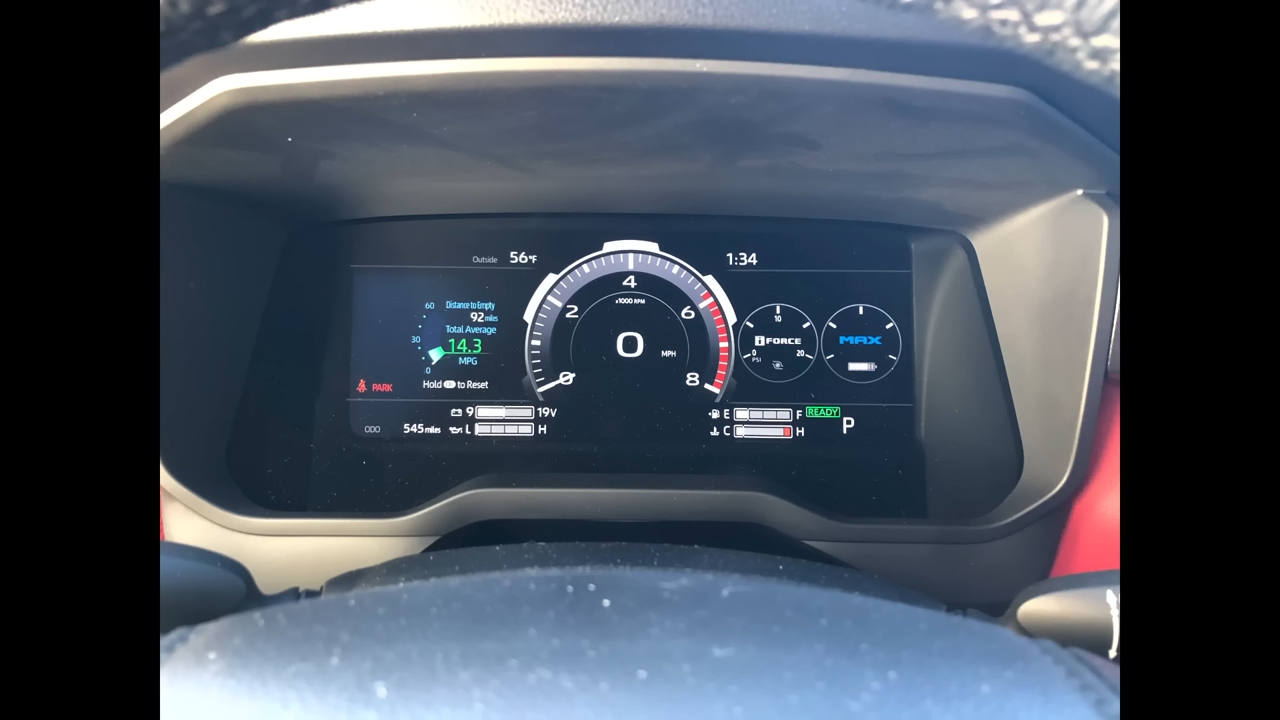 Outside 56°F
1:34
60
30
0
Distance to Empty
92 miles
Total Average
14.3
MPG
PARK
Hold OK to Reset
0
2
4
6
8
x1000 RPM
0 MPH
10
0
20
PSI
iFORCE
MAX
9 19V
L H
ODO 545 miles
E F
C H
READY
P